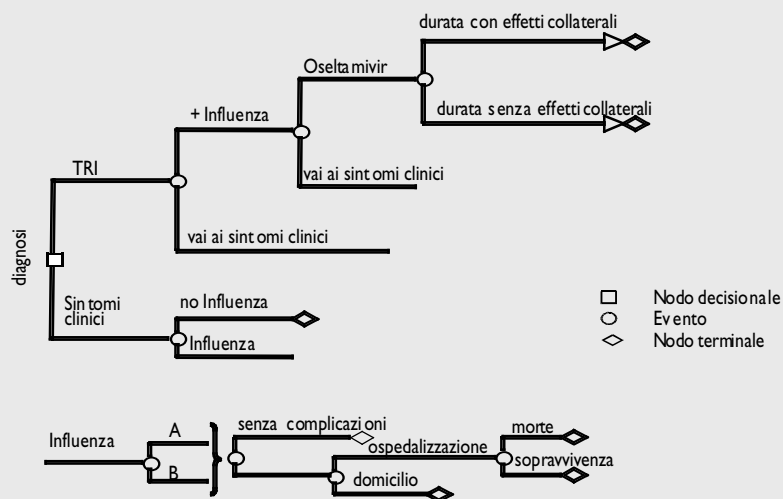 durata con effetti collaterali
Oseltamivir
+ Influenza
durata senza effetti collaterali
TRI
vai ai sintomi clinici
vai ai sintomi clinici
diagnosi
Sintomi
clinici
no Influenza
Influenza
Nodo decisionale
Evento
Nodo terminale
senza complicazioni
morte
A
Influenza
ospedalizzazione
sopravvivenza
B
domicilio